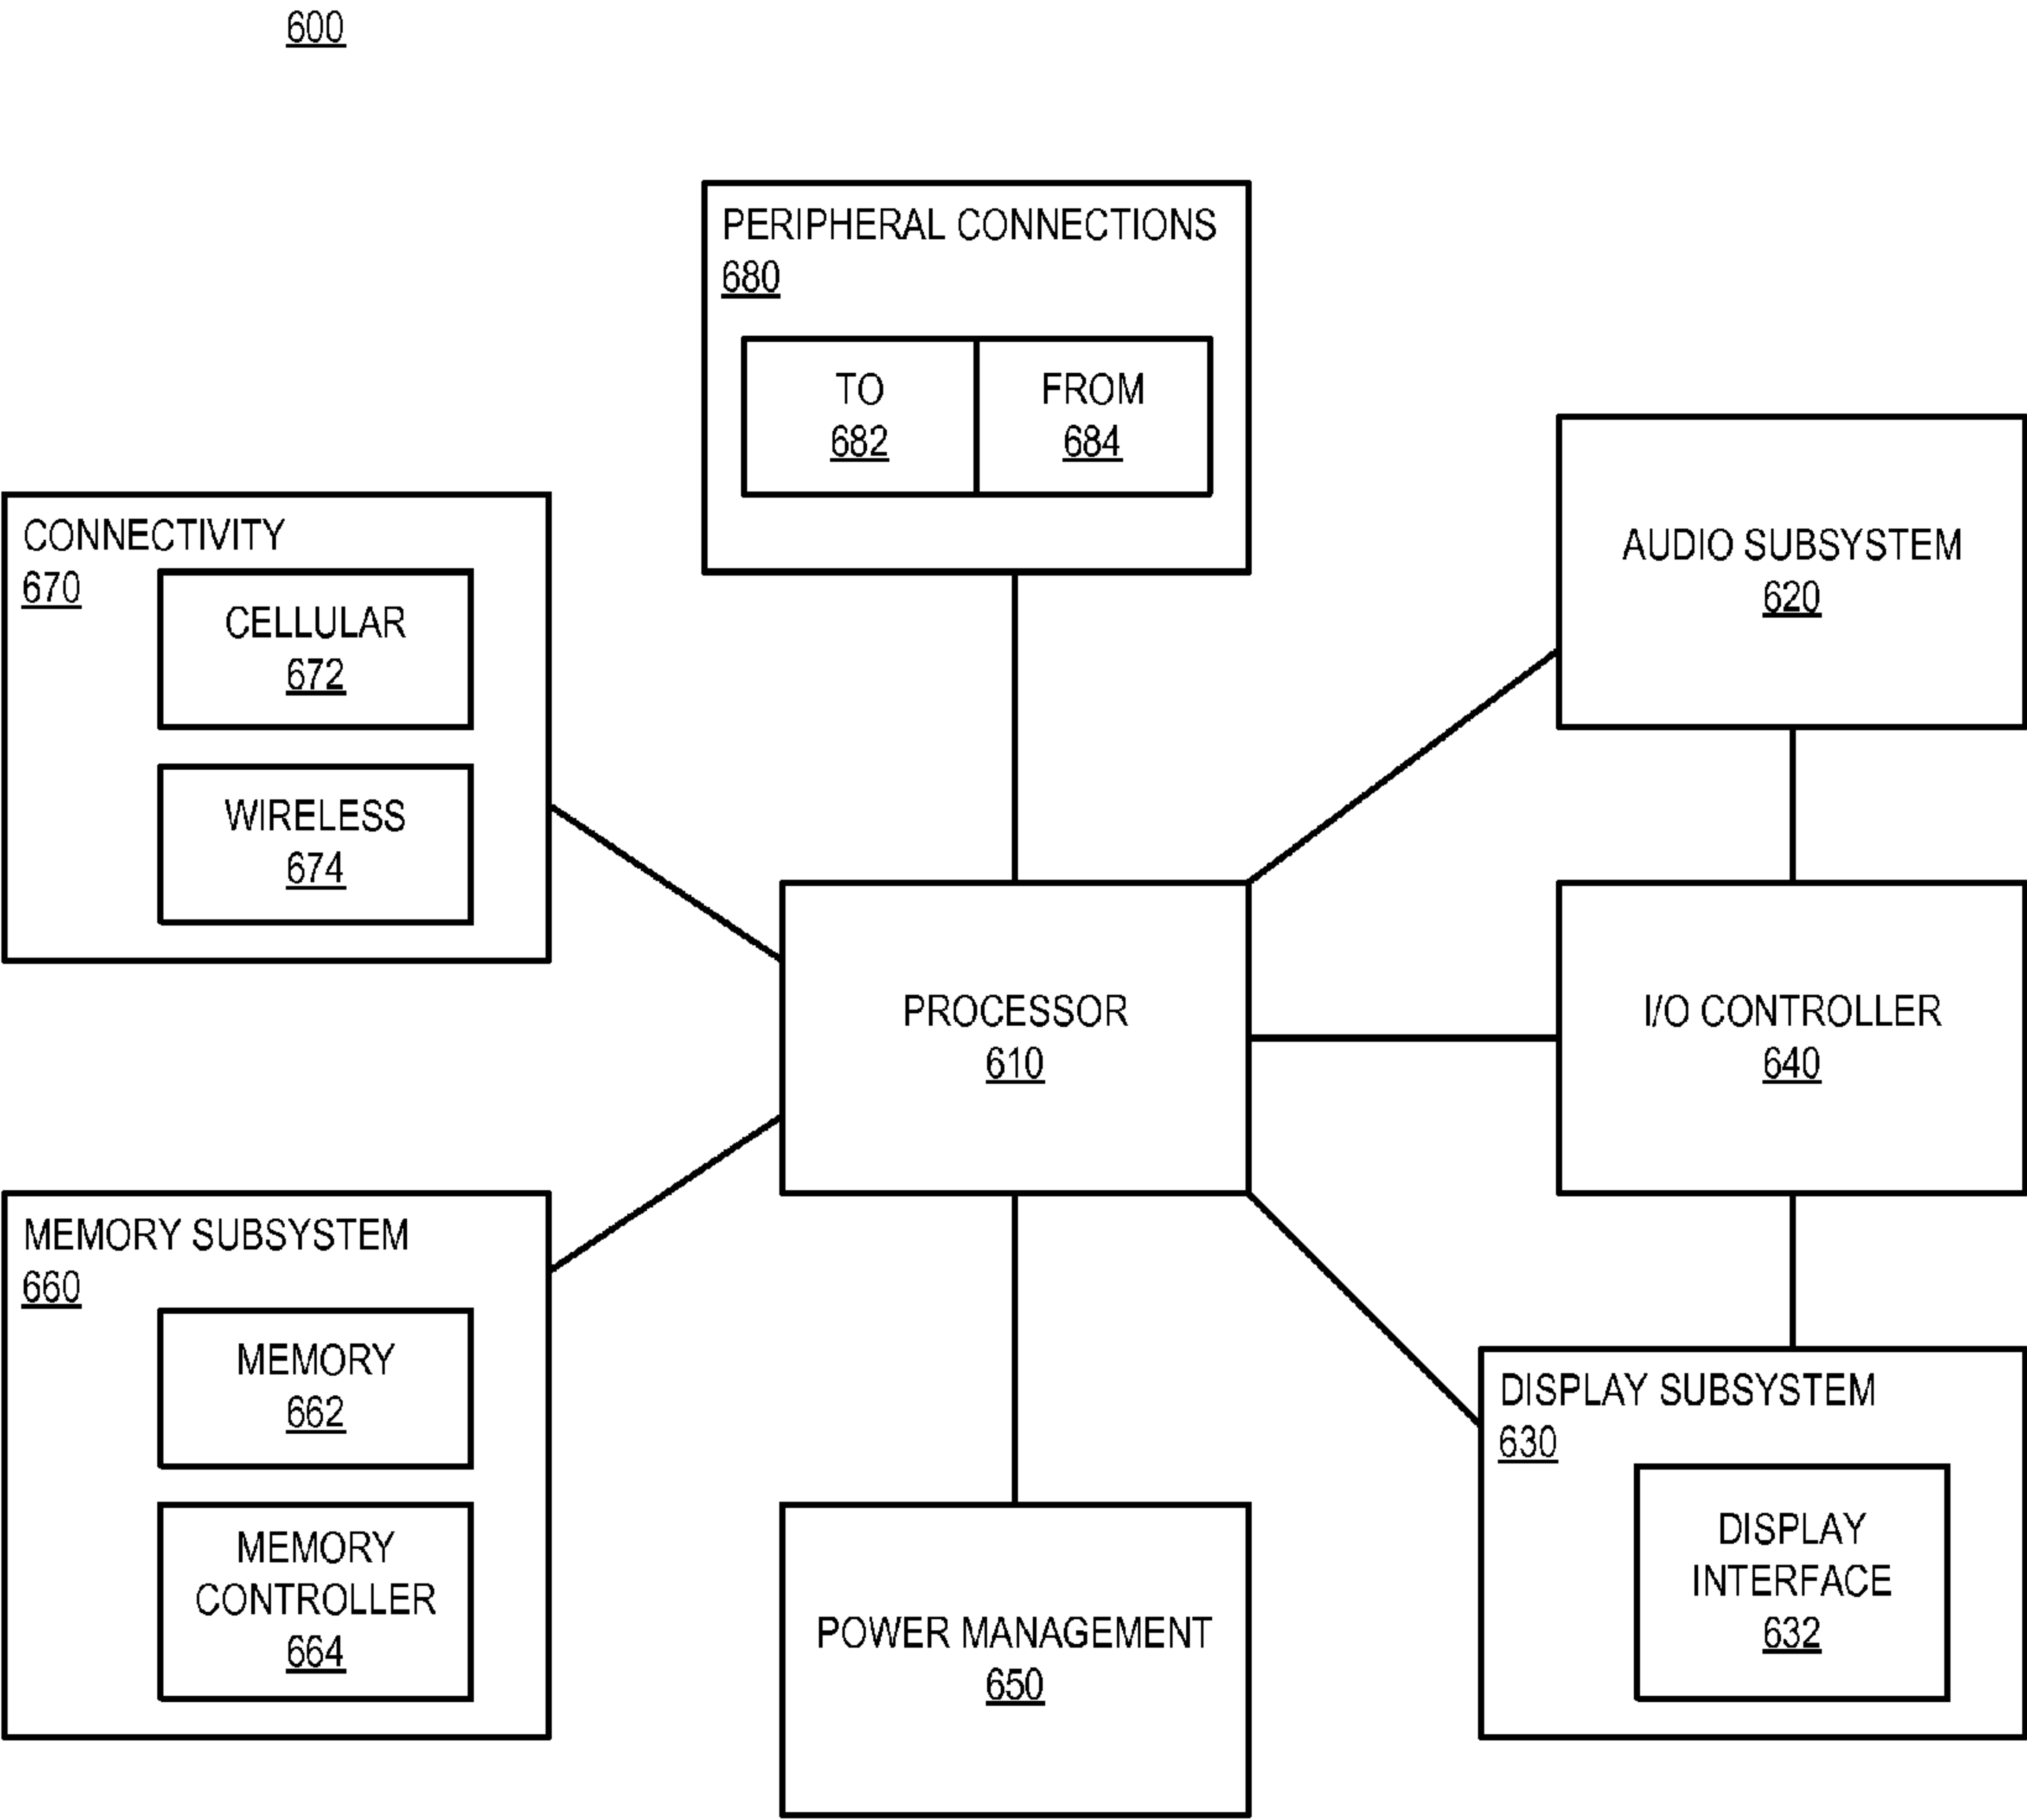 600
PERIPHERAL CONNECTIONS
680
TO
682
FROM
684
CONNECTIVITY
670
CELLULAR
672
WIRELESS
674
AUDIO SUBSYSTEM
620
PROCESSOR
610
I/O CONTROLLER
640
MEMORY SUBSYSTEM
660
MEMORY
662
MEMORY
CONTROLLER
664
POWER MANAGEMENT
650
DISPLAY SUBSYSTEM
630
DISPLAY
INTERFACE
632